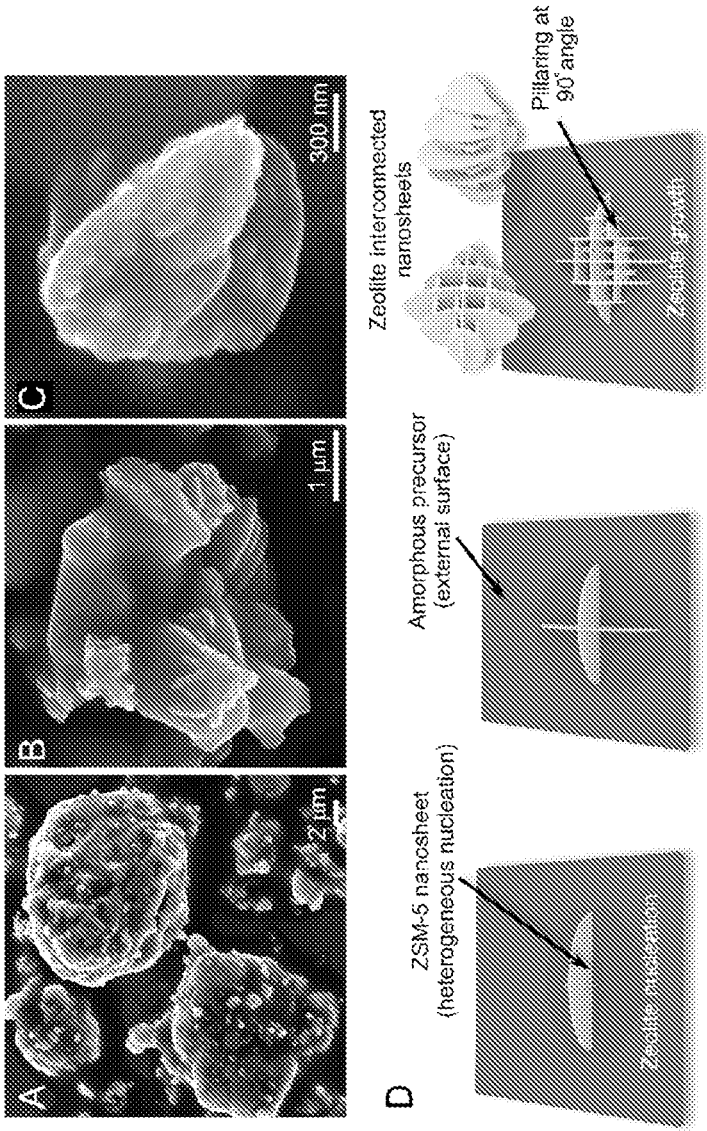 A
2 μm
B
1 μm
C
300 nm
D
ZSM-5 nanosheet
(heterogeneous nucleation)
Zeolite nucleation
Amorphous precursor
(external surface)
Zeolite interconnected
nanosheets
Pillaring at
90° angle
Zeolite growth